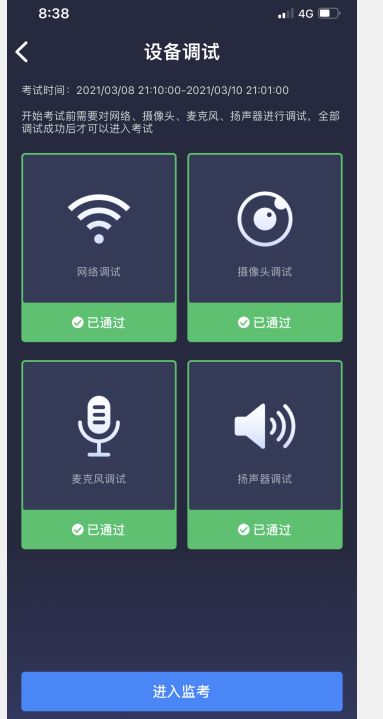 8:38
4G
设备调试
考试时间：2021/03/08 21:10:00-2021/03/10 21:01:00
开始考试前需要对网络、摄像头、麦克风、扬声器进行调试，全部
调试成功后才可以进入考试
网络调试
摄像头调试
已通过
已通过
麦克风调试
扬声器调试
已通过
已通过
进入监考